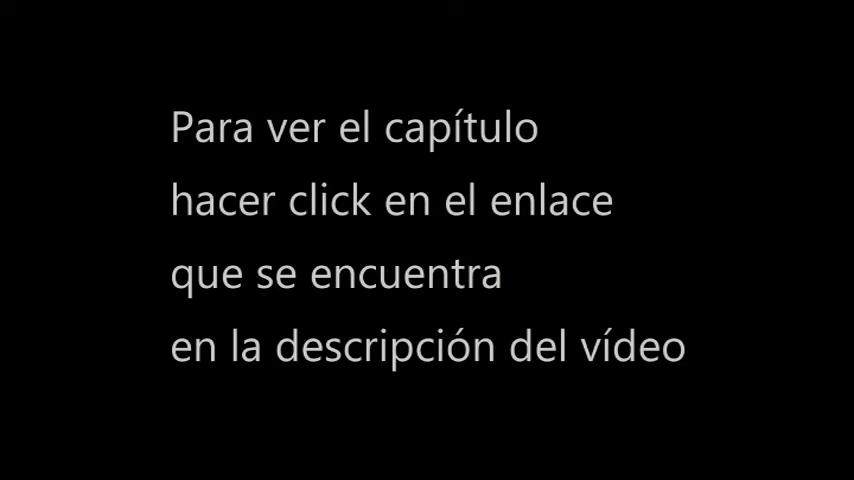 Para ver el capítulo
hacer click en el enlace
que se encuentra
en la descripción del vídeo